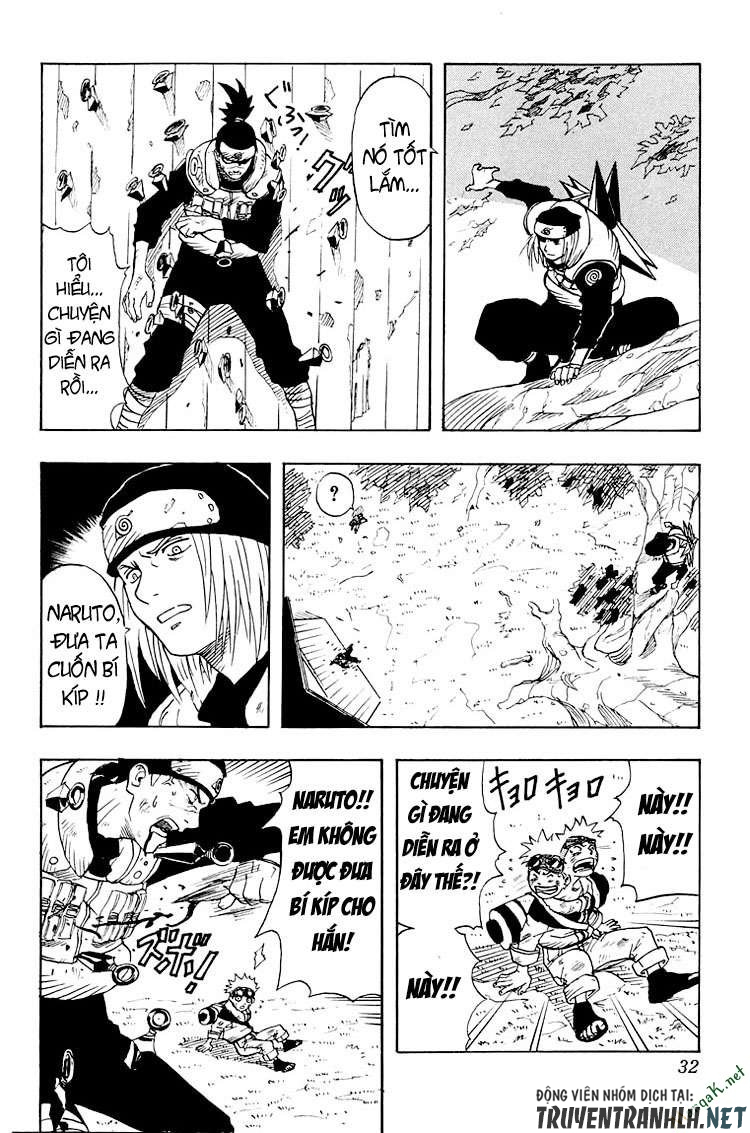 TÌM
NÓ TỐT
LẮM...
TÔI
HIỂU...
CHUYỆN
GÌ ĐANG
DIỄN RA
RỒI...
?
NARUTO,
ĐƯA TA
CUỐN BÍ
KÍP !!
NÀY!!
NÀY!!
キョロ
キョロ
CHUYỆN
GÌ ĐANG
DIỄN RA Ở
ĐÂY THẾ?!
NÀY!!
NARUTO!!
EM KHÔNG
ĐƯỢC ĐƯA
BÍ KÍP CHO
HẮN!
ズボ!
32
ĐỘNG VIÊN NHÓM DỊCH TẠI:
TRUYENTRANHLH.NET